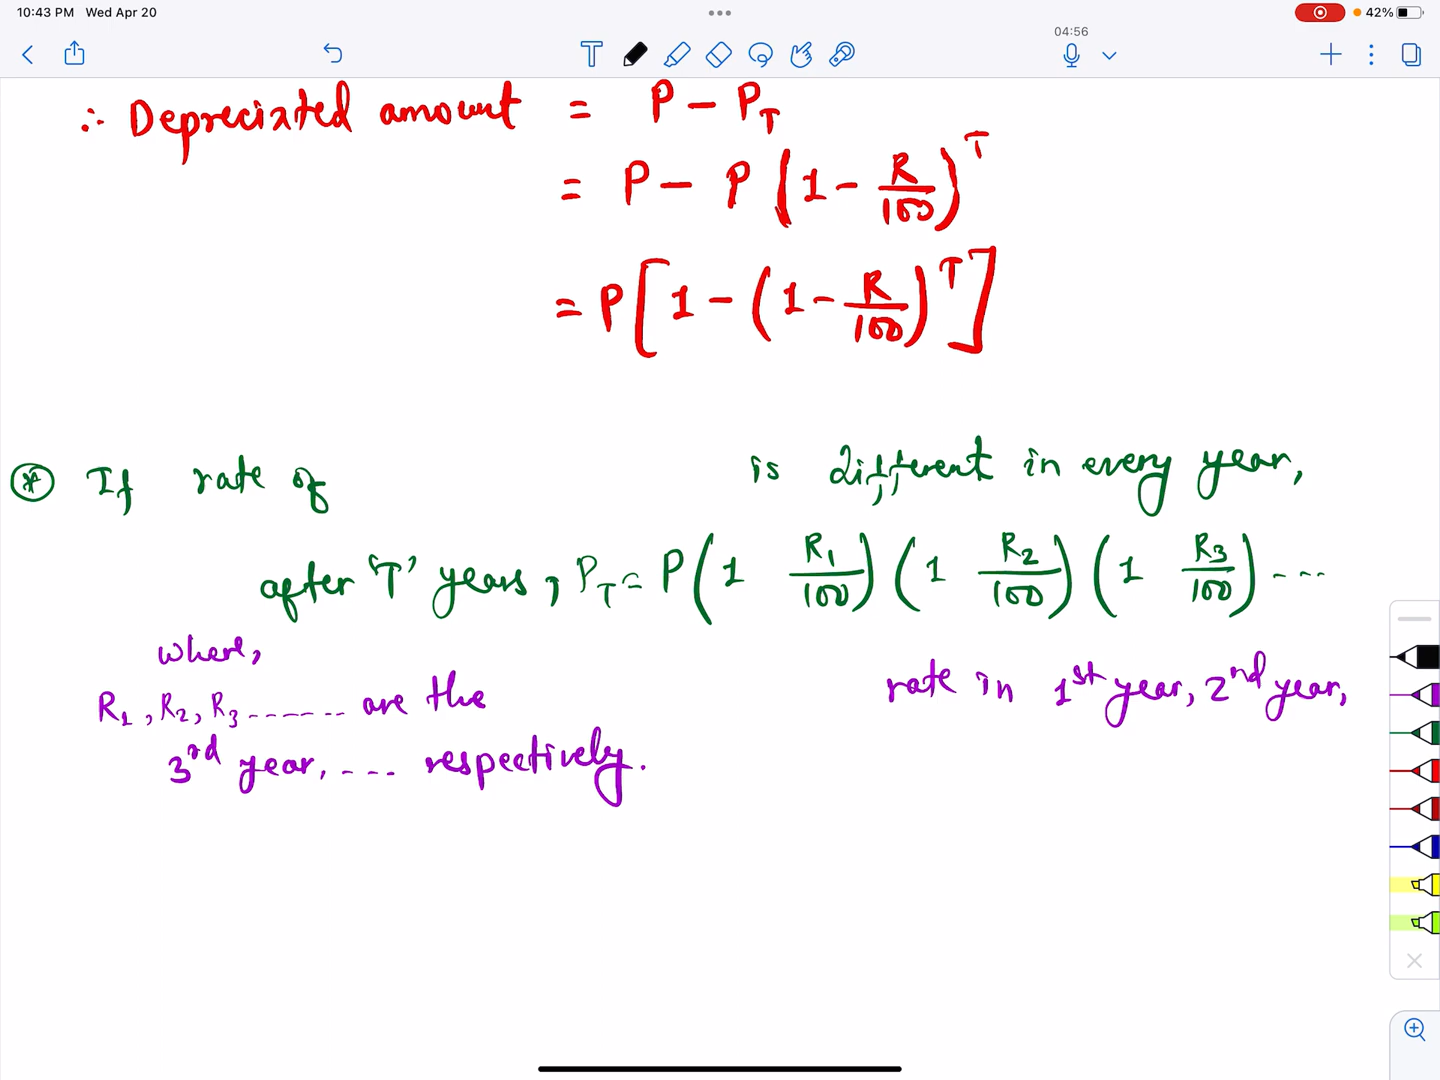 10:43 PM Wed Apr 20
42%
04:56
∴ Depreciated amount = P − P_T
= P − P (1 − R/100)^T
= P [1 − (1 − R/100)^T]
* If rate of is different in every year,
after 'T' years, P_T = P (1 R₁/100) (1 R₂/100) (1 R₃/100) ----
where,
R₁, R₂, R₃ ------- are the rate in 1st year, 2nd year,
3rd year, ---- respectively.